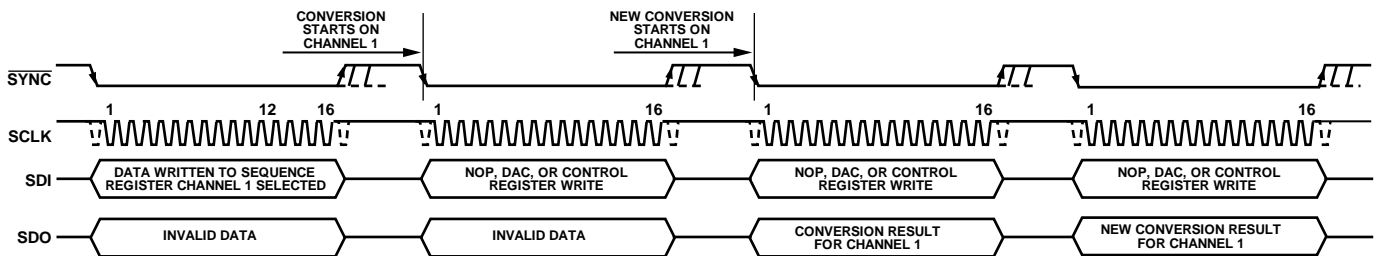 CONVERSION
STARTS ON
CHANNEL 1
NEW CONVERSION
STARTS ON
CHANNEL 1
SYNC
1 12 16 1 16 1 16 1 16
SCLK
SDI
DATA WRITTEN TO SEQUENCE
REGISTER CHANNEL 1 SELECTED
NOP, DAC, OR CONTROL
REGISTER WRITE
NOP, DAC, OR CONTROL
REGISTER WRITE
NOP, DAC, OR CONTROL
REGISTER WRITE
SDO
INVALID DATA
INVALID DATA
CONVERSION RESULT
FOR CHANNEL 1
NEW CONVERSION RESULT
FOR CHANNEL 1